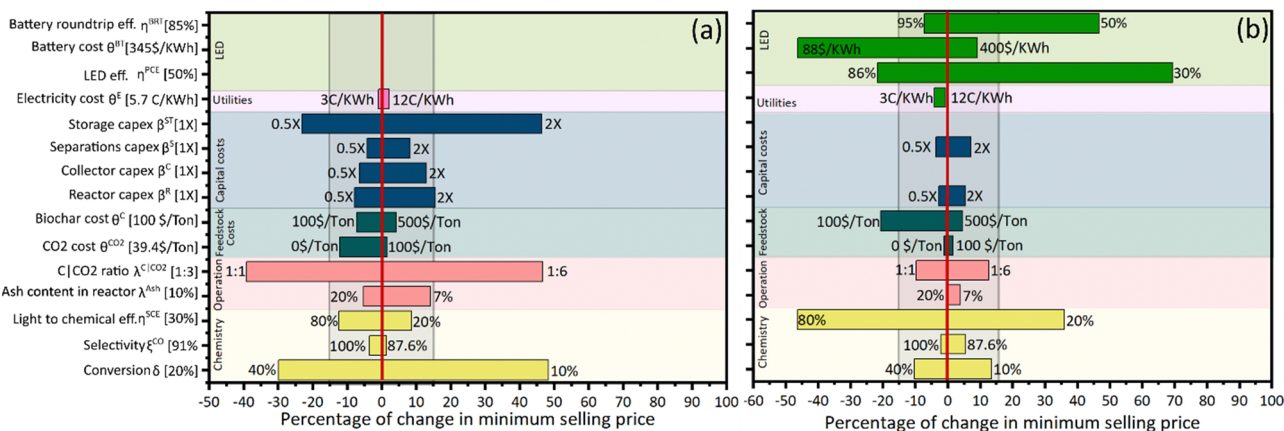 (a)
Battery roundtrip eff. η^BRT [85%]
Battery cost θ^BT [345$/KWh]
LED eff. η^PCE [50%]
Electricity cost θ^E [5.7 C/KWh] 3C/KWh 12C/KWh
Storage capex β^ST [1X] 0.5X 2X
Separations capex β^S [1X] 0.5X 2X
Collector capex β^C [1X] 0.5X 2X
Reactor capex β^R [1X] 0.5X 2X
Biochar cost θ^C [100 $/Ton] 100$/Ton 500$/Ton
CO2 cost θ^CO2 [39.4$/Ton] 0$/Ton 100$/Ton
C|CO2 ratio λ^C|CO2 [1:3] 1:1 1:6
Ash content in reactor λ^Ash [10%] 20% 7%
Light to chemical eff. η^SCE [30%] 80% 20%
Selectivity ξ^CO [91% 100% 87.6%
Conversion δ [20%] 40% 10%
LED
Utilities
Capital costs
Feedstock
Costs
Operation
Chemistry
-50 -40 -30 -20 -10 0 10 20 30 40 50 60 70 80 90 100
Percentage of change in minimum selling price
(b)
95% 50%
88$/KWh 400$/KWh
86% 30%
3C/KWh 12C/KWh
0.5X 2X
0.5X 2X
100$/Ton 500$/Ton
0 $/Ton 100 $/Ton
1:1 1:6
20% 7%
80% 20%
100% 87.6%
40% 10%
LED
Utilities
Capital costs
Feedstock
Costs
Operation
Chemistry
-60 -50 -40 -30 -20 -10 0 10 20 30 40 50 60 70 80 90 100
Percentage of change in minimum selling price